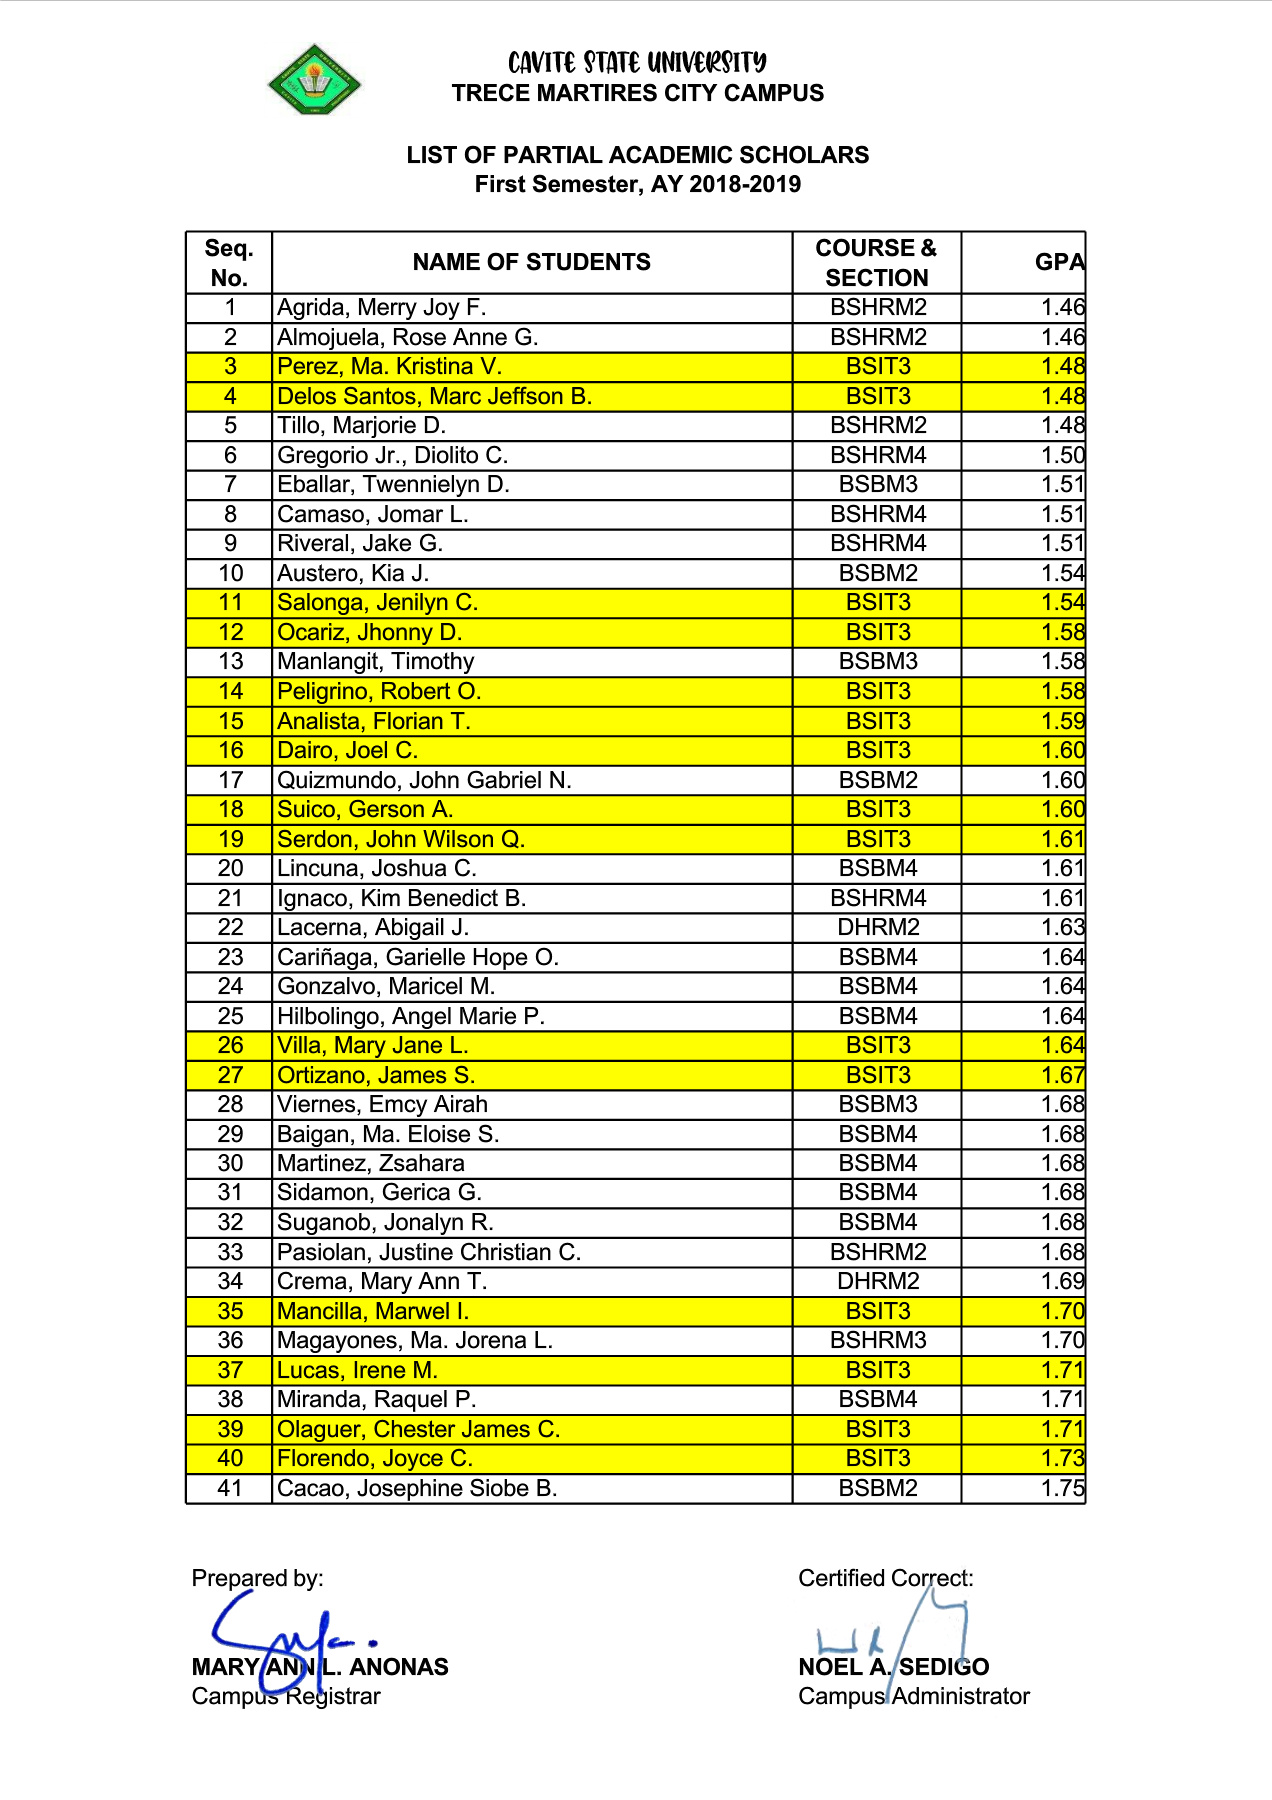 CAVITE STATE UNIVERSITY
TRECE MARTIRES CITY CAMPUS
LIST OF PARTIAL ACADEMIC SCHOLARS
First Semester, AY 2018-2019
Seq. No. NAME OF STUDENTS COURSE & SECTION GPA
1 Agrida, Merry Joy F. BSHRM2 1.46
2 Almojuela, Rose Anne G. BSHRM2 1.46
3 Perez, Ma. Kristina V. BSIT3 1.48
4 Delos Santos, Marc Jeffson B. BSIT3 1.48
5 Tillo, Marjorie D. BSHRM2 1.48
6 Gregorio Jr., Diolito C. BSHRM4 1.50
7 Eballar, Twennielyn D. BSBM3 1.51
8 Camaso, Jomar L. BSHRM4 1.51
9 Riveral, Jake G. BSHRM4 1.51
10 Austero, Kia J. BSBM2 1.54
11 Salonga, Jenilyn C. BSIT3 1.54
12 Ocariz, Jhonny D. BSIT3 1.58
13 Manlangit, Timothy BSBM3 1.58
14 Peligrino, Robert O. BSIT3 1.58
15 Analista, Florian T. BSIT3 1.59
16 Dairo, Joel C. BSIT3 1.60
17 Quizmundo, John Gabriel N. BSBM2 1.60
18 Suico, Gerson A. BSIT3 1.60
19 Serdon, John Wilson Q. BSIT3 1.61
20 Lincuna, Joshua C. BSBM4 1.61
21 Ignaco, Kim Benedict B. BSHRM4 1.61
22 Lacerna, Abigail J. DHRM2 1.63
23 Cariñaga, Garielle Hope O. BSBM4 1.64
24 Gonzalvo, Maricel M. BSBM4 1.64
25 Hilbolingo, Angel Marie P. BSBM4 1.64
26 Villa, Mary Jane L. BSIT3 1.64
27 Ortizano, James S. BSIT3 1.67
28 Viernes, Emcy Airah BSBM3 1.68
29 Baigan, Ma. Eloise S. BSBM4 1.68
30 Martinez, Zsahara BSBM4 1.68
31 Sidamon, Gerica G. BSBM4 1.68
32 Suganob, Jonalyn R. BSBM4 1.68
33 Pasiolan, Justine Christian C. BSHRM2 1.68
34 Crema, Mary Ann T. DHRM2 1.69
35 Mancilla, Marwel I. BSIT3 1.70
36 Magayones, Ma. Jorena L. BSHRM3 1.70
37 Lucas, Irene M. BSIT3 1.71
38 Miranda, Raquel P. BSBM4 1.71
39 Olaguer, Chester James C. BSIT3 1.71
40 Florendo, Joyce C. BSIT3 1.73
41 Cacao, Josephine Siobe B. BSBM2 1.75
Prepared by: Certified Correct:
MARY ANN L. ANONAS NOEL A. SEDIGO
Campus Registrar Campus Administrator